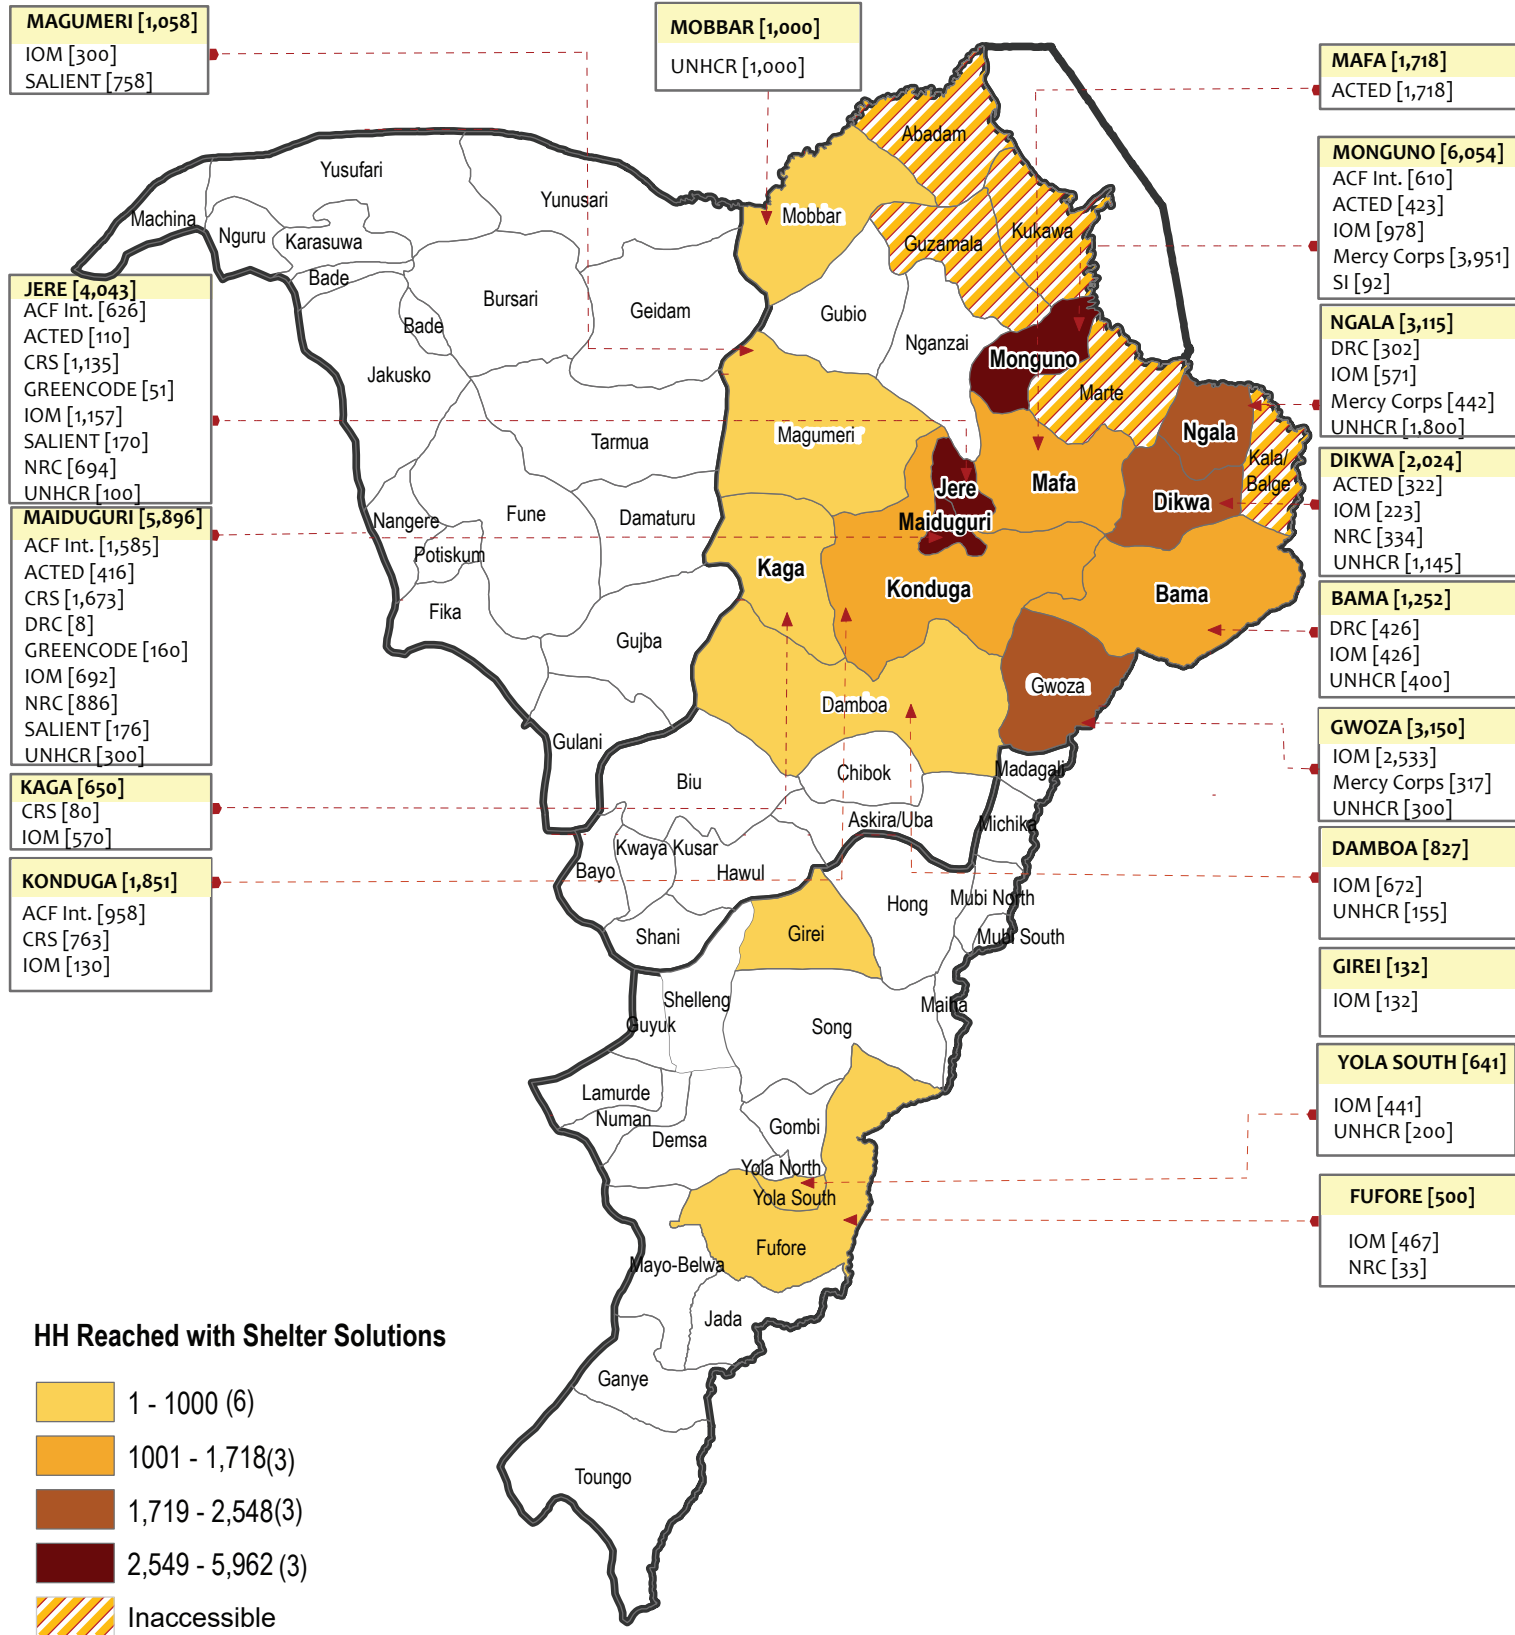 MAGUMERI [1,058]
IOM [300]
SALIENT [758]
MOBBAR [1,000]
UNHCR [1,000]
MAFA [1,718]
ACTED [1,718]
MONGUNO [6,054]
ACF Int. [610]
ACTED [423]
IOM [978]
Mercy Corps [3,951]
SI [92]
NGALA [3,115]
DRC [302]
IOM [571]
Mercy Corps [442]
UNHCR [1,800]
DIKWA [2,024]
ACTED [322]
IOM [223]
NRC [334]
UNHCR [1,145]
BAMA [1,252]
DRC [426]
IOM [426]
UNHCR [400]
GWOZA [3,150]
IOM [2,533]
Mercy Corps [317]
UNHCR [300]
DAMBOA [827]
IOM [672]
UNHCR [155]
GIREI [132]
IOM [132]
YOLA SOUTH [641]
IOM [441]
UNHCR [200]
FUFORE [500]
IOM [467]
NRC [33]
JERE [4,043]
ACF Int. [626]
ACTED [110]
CRS [1,135]
GREENCODE [51]
IOM [1,157]
SALIENT [170]
NRC [694]
UNHCR [100]
MAIDUGURI [5,896]
ACF Int. [1,585]
ACTED [416]
CRS [1,673]
DRC [8]
GREENCODE [160]
IOM [692]
NRC [886]
SALIENT [176]
UNHCR [300]
KAGA [650]
CRS [80]
IOM [570]
KONDUGA [1,851]
ACF Int. [958]
CRS [763]
IOM [130]
Abadam
Yusufari
Yunusari
Machina
Nguru
Karasuwa
Mobbar
Guzamala
Kukawa
Bade
Bursari
Geidam
Gubio
Bade
Nganzai
Monguno
Jakusko
Marte
Tarmua
Magumeri
Ngala
Kala/
Balge
Jere
Mafa
Dikwa
Nangere
Fune
Damaturu
Maiduguri
Potiskum
Kaga
Konduga
Bama
Fika
Gujba
Gwoza
Damboa
Gulani
Chibok
Madagali
Biu
Askira/Uba
Michika
Kwaya Kusar
Bayo
Hawul
Hong
Mubi North
Shani
Girei
Mubi South
Shelleng
Maiha
Guyuk
Song
Lamurde
Numan
Gombi
Demsa
Yola North
Yola South
Fufore
Mayo-Belwa
Jada
Ganye
Toungo
HH Reached with Shelter Solutions
1 - 1000 (6)
1001 - 1,718(3)
1,719 - 2,548(3)
2,549 - 5,962 (3)
Inaccessible